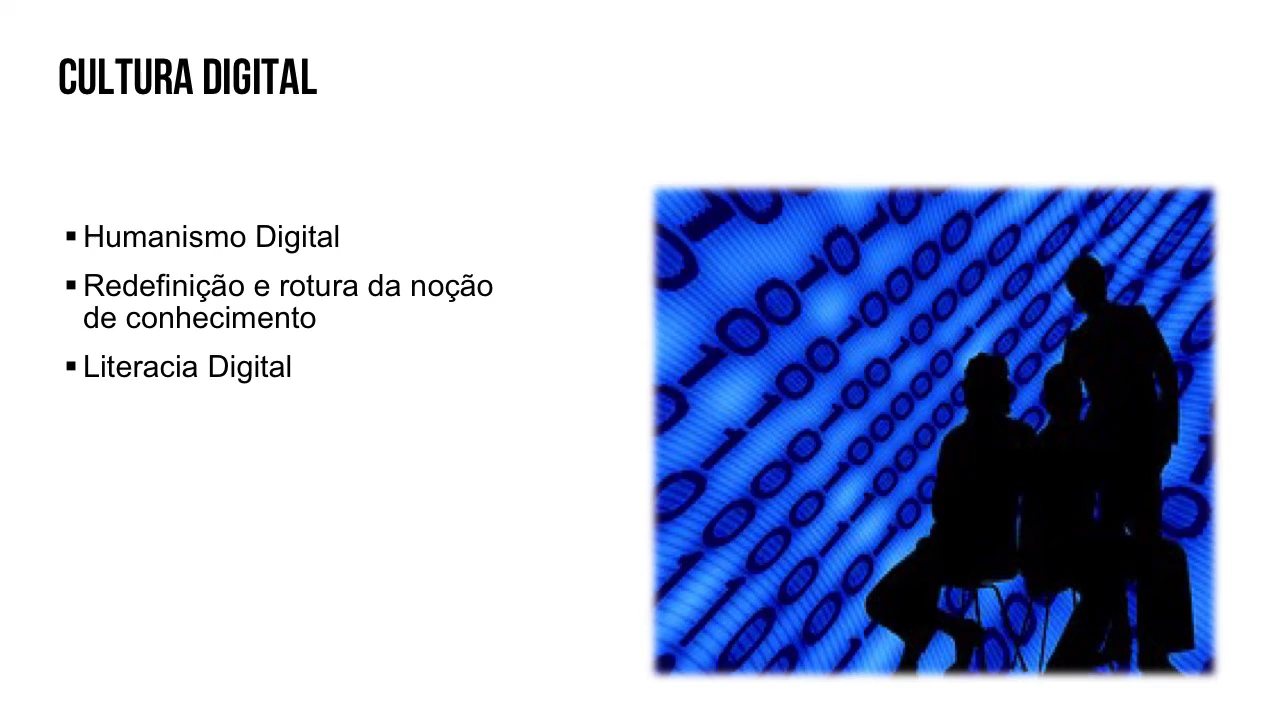 CULTURA DIGITAL
▪ Humanismo Digital
▪ Redefinição e rotura da noção
de conhecimento
▪ Literacia Digital